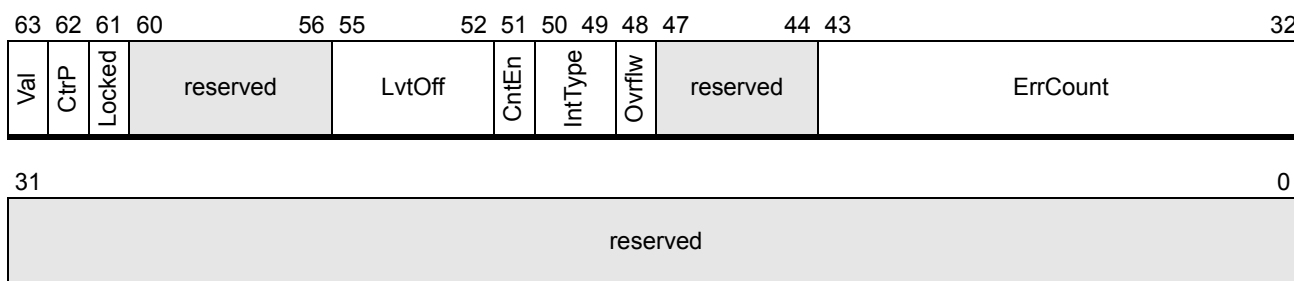 63 62 61 60 56 55 52 51 50 49 48 47 44 43 32
Val CtrP Locked reserved LvtOff CntEn IntType Ovrflw reserved ErrCount
31 0
reserved